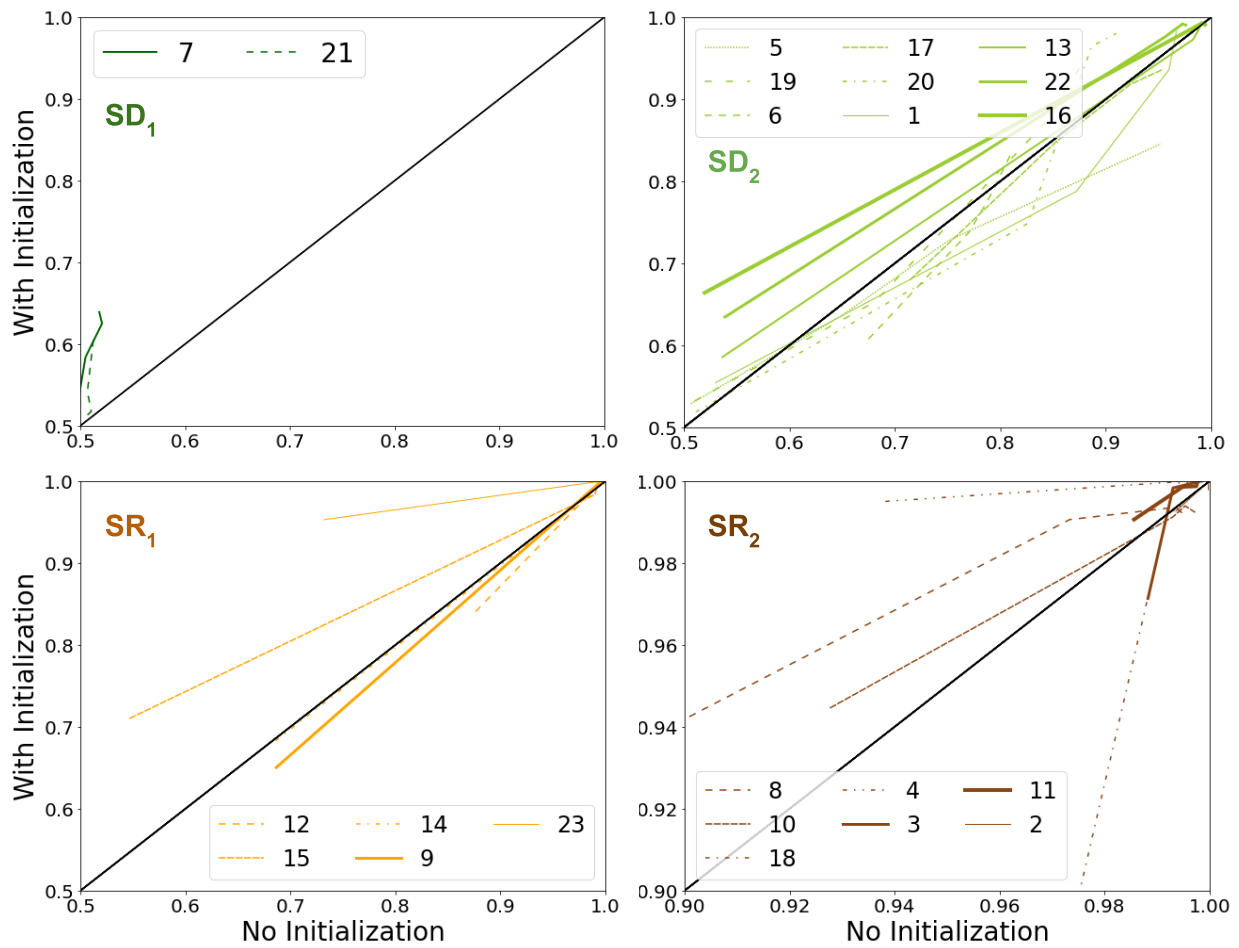 1.0
0.9
0.8
0.7
0.6
0.5
0.5 0.6 0.7 0.8 0.9 1.0
With Initialization
7 21
SD1
1.0
0.9
0.8
0.7
0.6
0.5
0.5 0.6 0.7 0.8 0.9 1.0
5 17 13
19 20 22
6 1 16
SD2
1.0
0.9
0.8
0.7
0.6
0.5
0.5 0.6 0.7 0.8 0.9 1.0
With Initialization
No Initialization
SR1
12 14 23
15 9
1.00
0.98
0.96
0.94
0.92
0.90
0.90 0.92 0.94 0.96 0.98 1.00
No Initialization
SR2
8 4 11
10 3 2
18